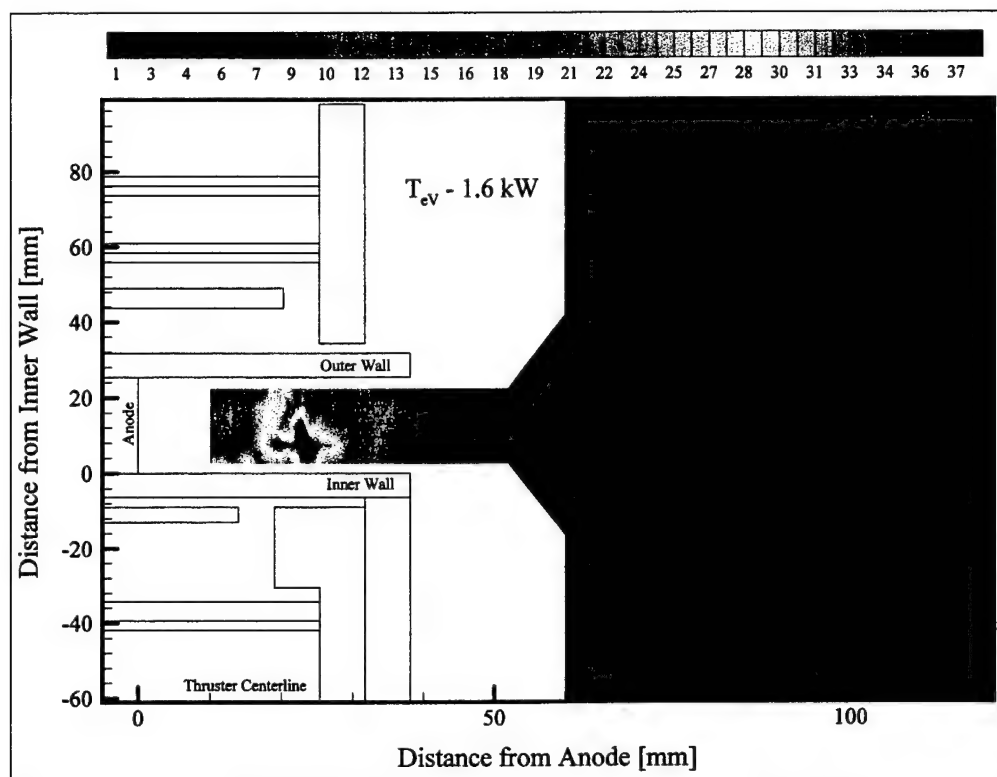 1 3 4 6 7 9 10 12 13 15 16 18 19 21 22 24 25 27 28 30 31 33 34 36 37
TeV - 1.6 kW
80
60
40
20
0
-20
-40
-60
Distance from Inner Wall [mm]
Outer Wall
Anode
Inner Wall
Thruster Centerline
0 50 100
Distance from Anode [mm]